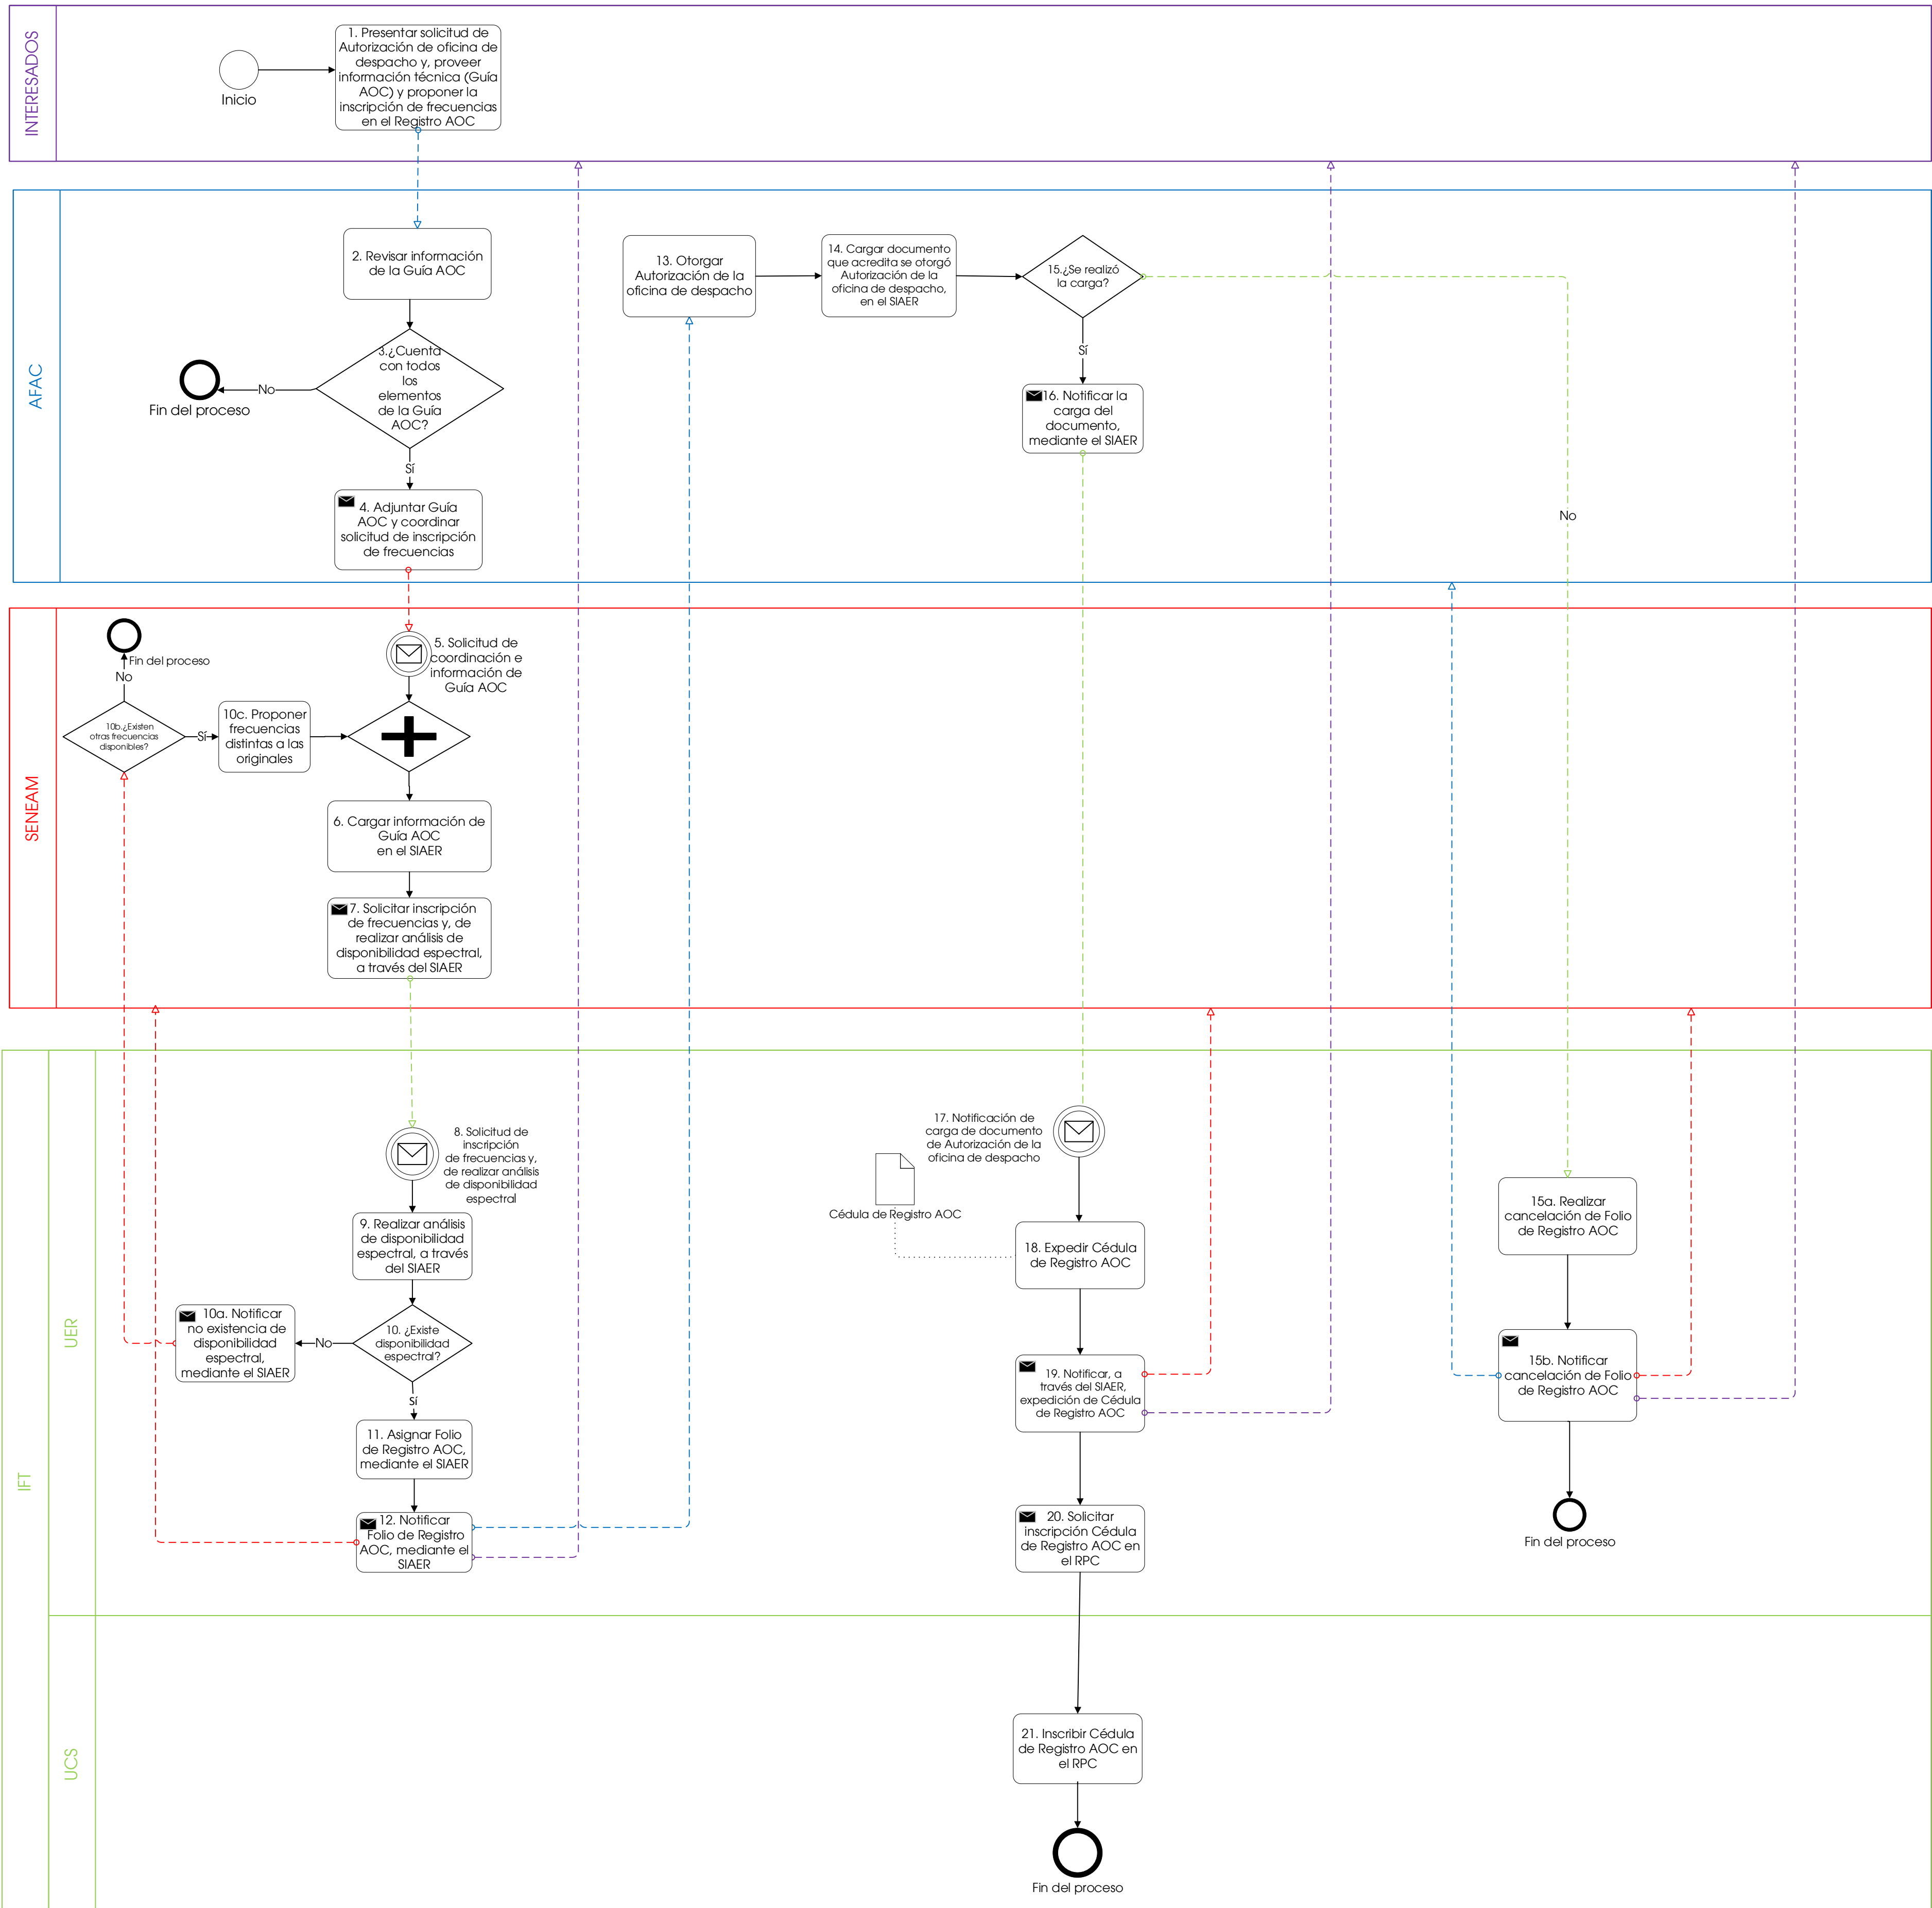 INTERESADOS
Inicio
1. Presentar solicitud de
Autorización de oficina de
despacho y, proveer
información técnica (Guía
AOC) y proponer la
inscripción de frecuencias
en el Registro AOC
AFAC
2. Revisar información
de la Guía AOC
3.¿Cuenta
con todos
los
elementos
de la Guía
AOC?
No
Fin del proceso
Sí
4. Adjuntar Guía
AOC y coordinar
solicitud de inscripción
de frecuencias
13. Otorgar
Autorización de la
oficina de despacho
14. Cargar documento
que acredita se otorgó
Autorización de la
oficina de despacho,
en el SIAER
15.¿Se realizó
la carga?
Sí
16. Notificar la
carga del
documento,
mediante el SIAER
No
SENEAM
Fin del proceso
No
10b.¿Existen
otras frecuencias
disponibles?
Sí
10c. Proponer
frecuencias
distintas a las
originales
5. Solicitud de
coordinación e
información de
Guía AOC
6. Cargar información de
Guía AOC
en el SIAER
7. Solicitar inscripción
de frecuencias y, de
realizar análisis de
disponibilidad espectral,
a través del SIAER
IFT
UER
8. Solicitud de
inscripción
de frecuencias y,
de realizar análisis
de disponibilidad
espectral
9. Realizar análisis
de disponibilidad
espectral, a través
del SIAER
10. ¿Existe
disponibilidad
espectral?
No
10a. Notificar
no existencia de
disponibilidad
espectral,
mediante el SIAER
Sí
11. Asignar Folio
de Registro AOC,
mediante el SIAER
12. Notificar
Folio de Registro
AOC, mediante el
SIAER
17. Notificación de
carga de documento
de Autorización de la
oficina de despacho
Cédula de Registro AOC
18. Expedir Cédula
de Registro AOC
19. Notificar, a
través del SIAER,
expedición de Cédula
de Registro AOC
20. Solicitar
inscripción Cédula
de Registro AOC en
el RPC
15a. Realizar
cancelación de Folio
de Registro AOC
15b. Notificar
cancelación de Folio
de Registro AOC
Fin del proceso
UCS
21. Inscribir Cédula
de Registro AOC en
el RPC
Fin del proceso